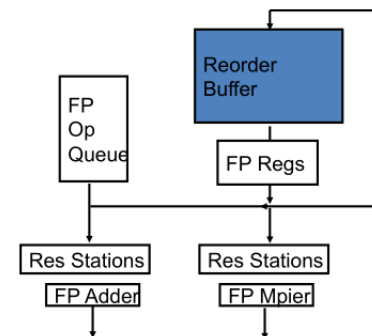 Reorder
Buffer
FP
Op
Queue
FP Regs
Res Stations
Res Stations
FP Adder
FP Mpier